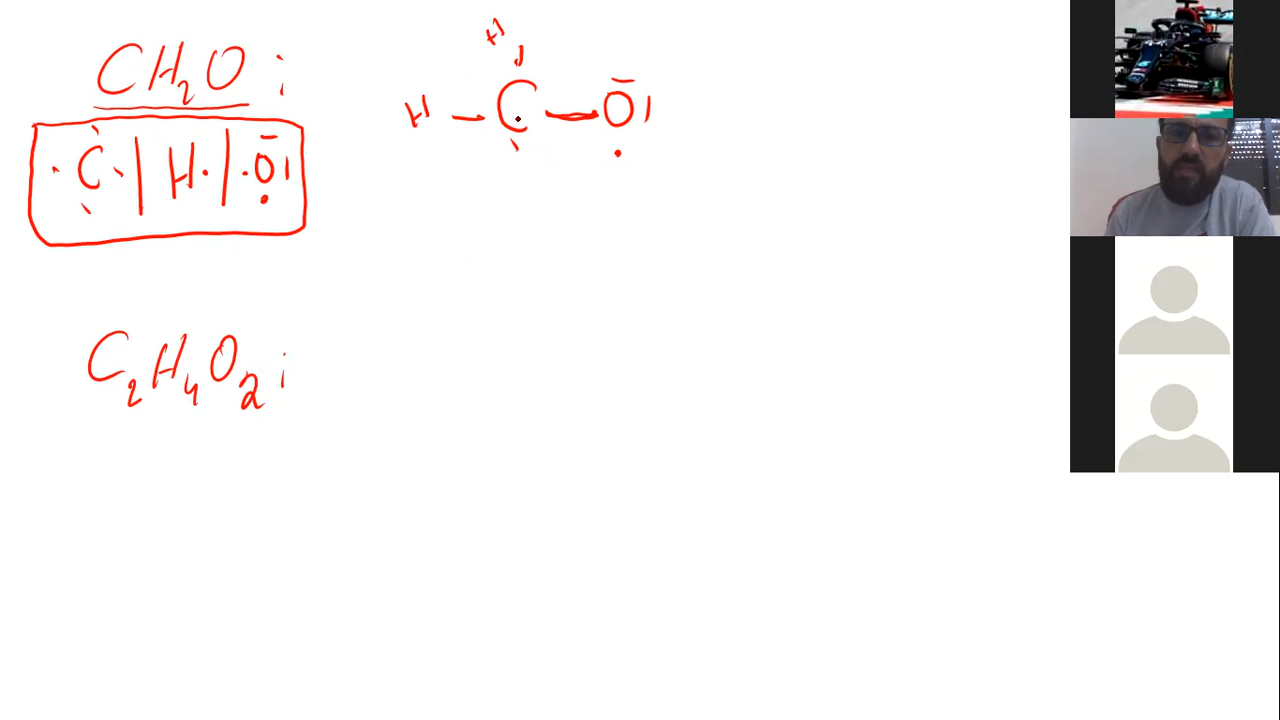 CH₂O ;
H
H – C – O
C | H | O
C₂H₄O₂ ;